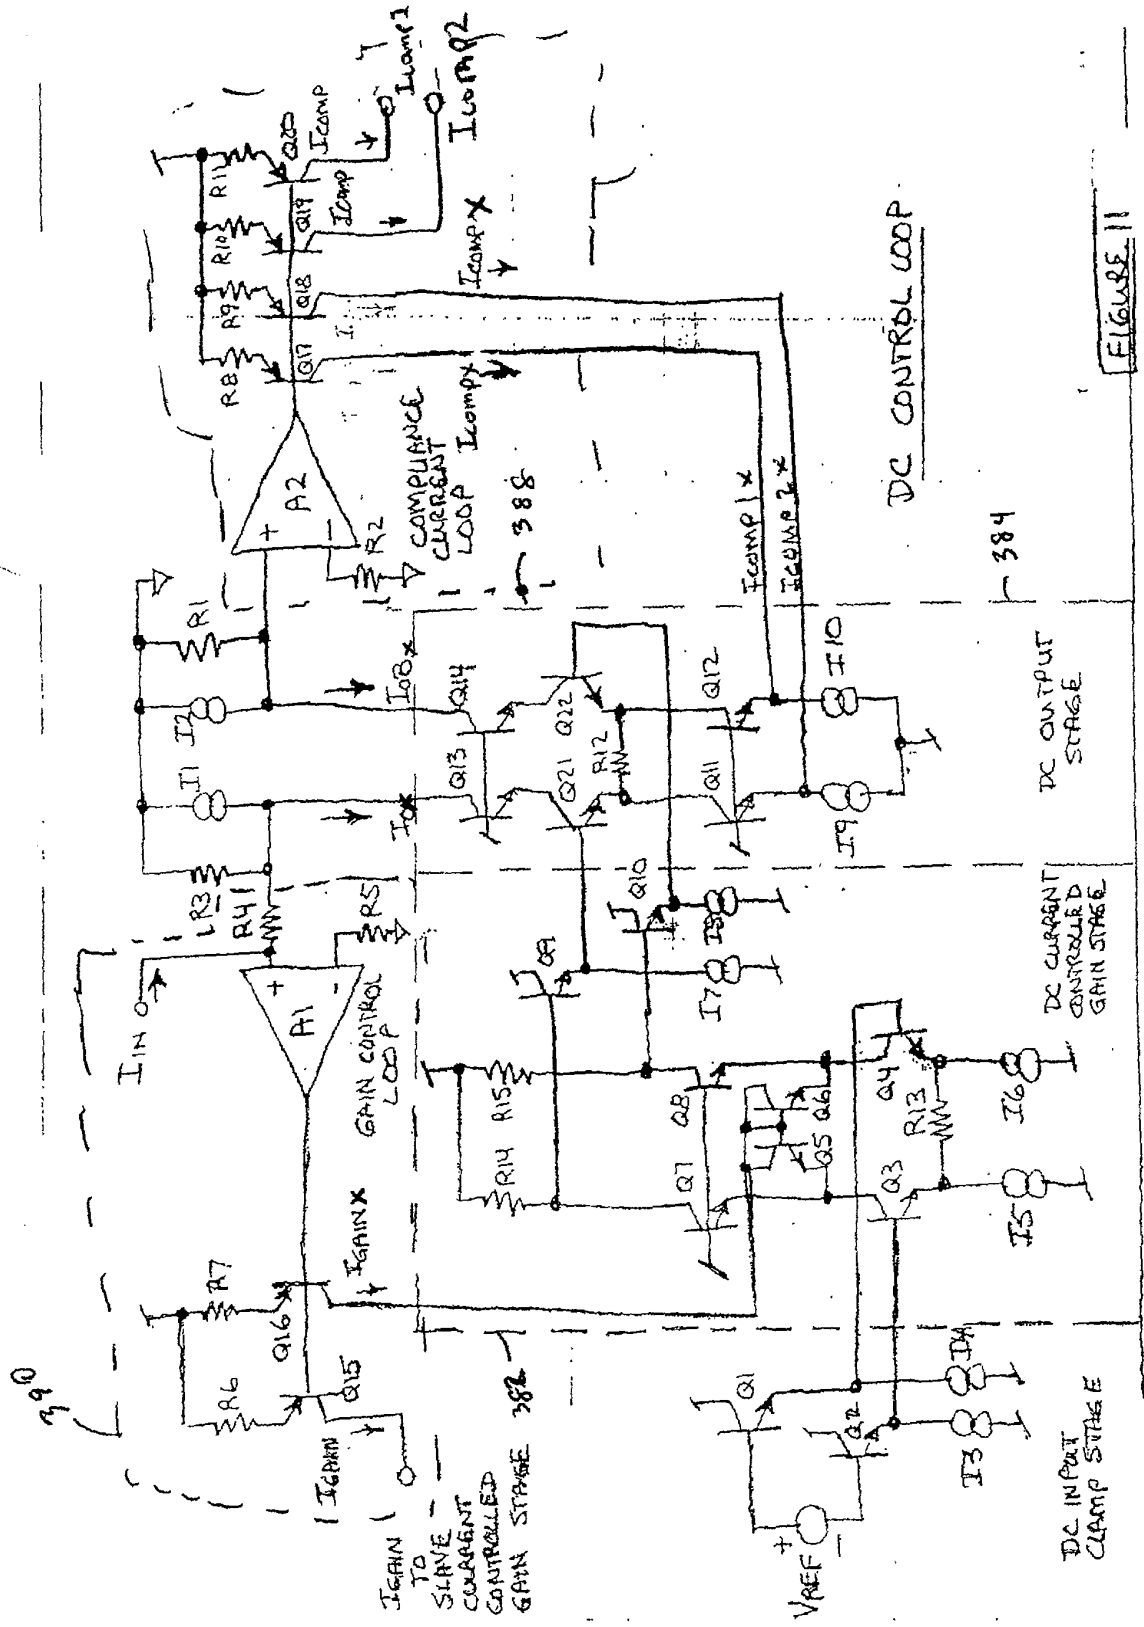 390
R6
R7
Q16
Q15
IGAIN
IGAINX
IGAIN
TO
SLAVE
CURRENT
CONTROLLED
GAIN STAGE
382
IIN
A1
+
-
GAIN CONTROL
LOOP
R5
R3
R41
I1
I2
R1
IOX
IOBX
A2
+
-
R2
COMPLIANCE
CURRENT
LOOP
388
R8
R9
R10
R11
Q17
Q18
Q19
Q20
Icomp
Icomp
Icomp1
Icomp2
IcompX
IcompX
Icomp1x
Icomp2x
Q13
Q14
Q21
Q22
R12
Q11
Q12
I9
I10
DC OUTPUT
STAGE
384
R14
R15
Q9
Q10
I7
I8
Q7
Q8
Q5
Q6
Q3
Q4
R13
I5
I6
DC CURRENT
CONTROLLED
GAIN STAGE
Q1
Q2
VREF
+
-
I3
I4
DC INPUT
CLAMP STAGE
DC CONTROL LOOP
FIGURE 11